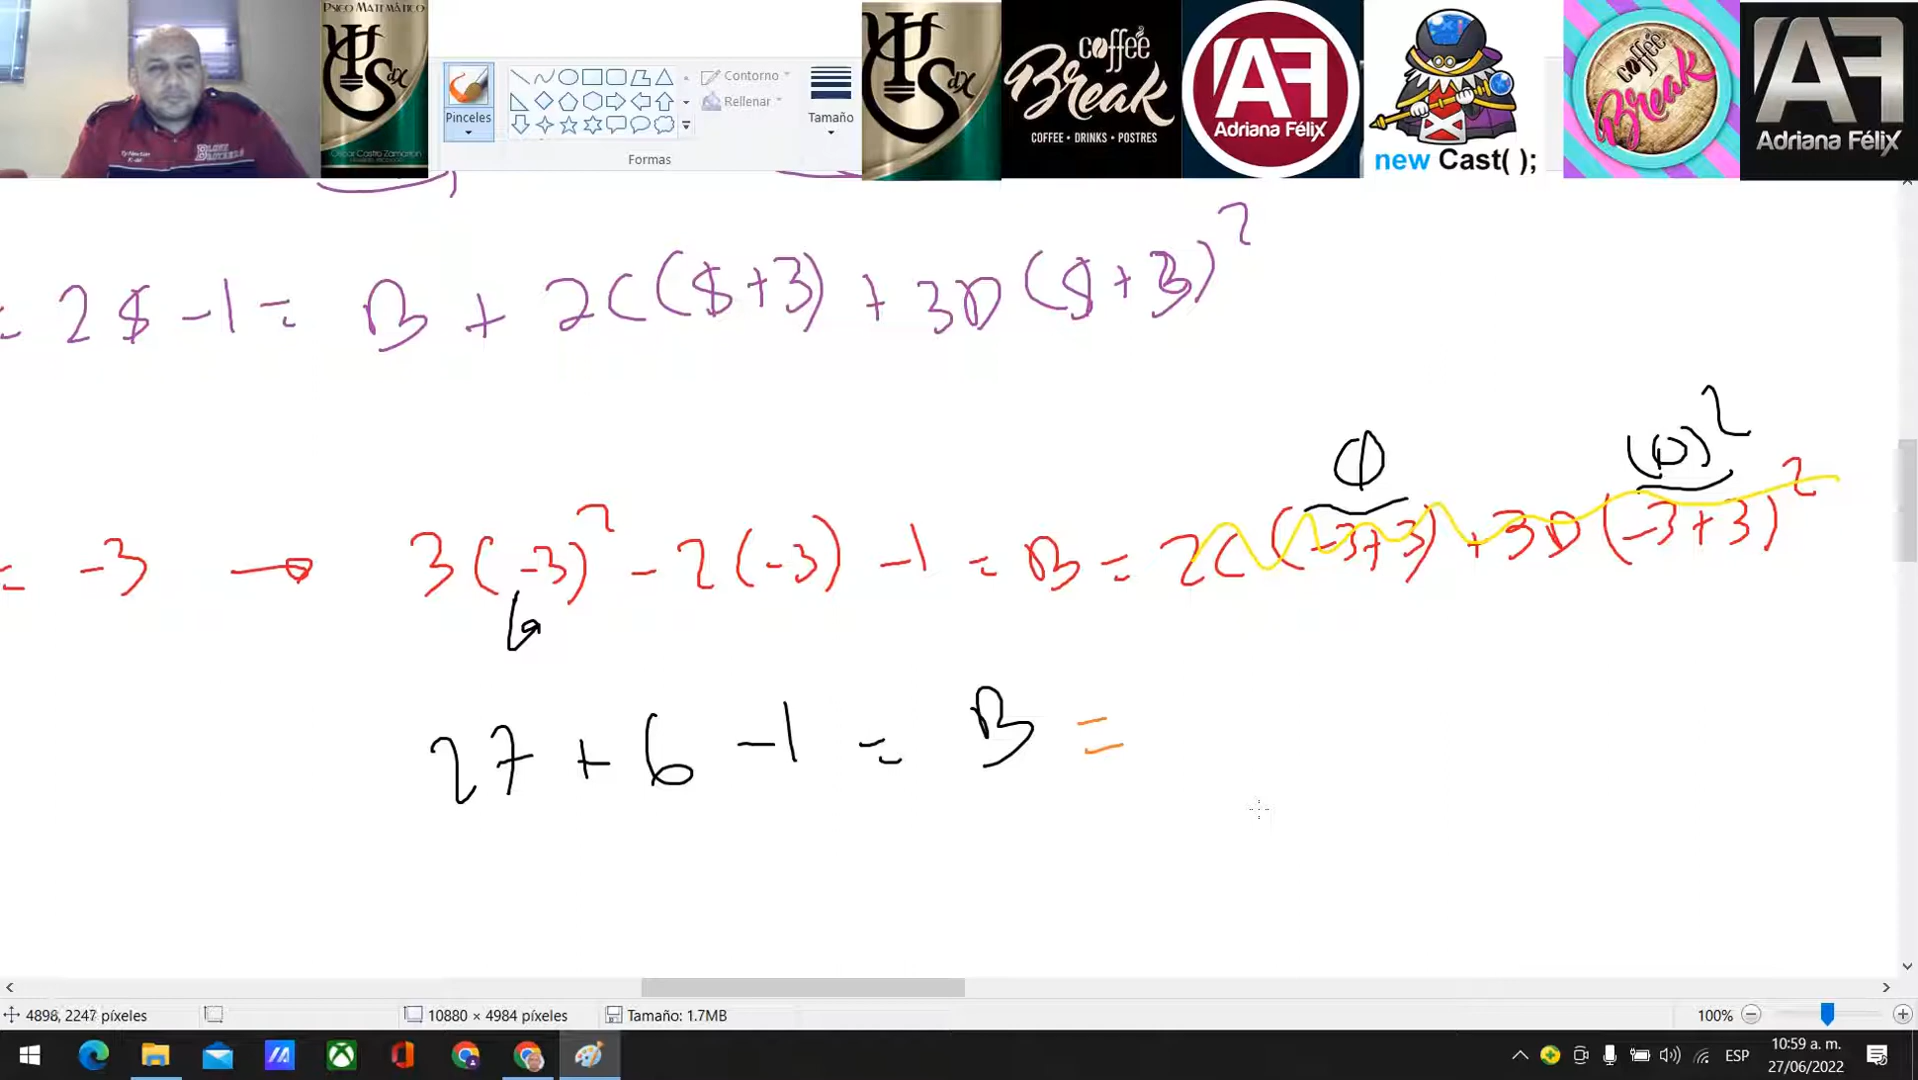 PSICO MATEMÁTICO
Oscar Castro Zamarrón
Pinceles
Contorno
Rellenar
Formas
Tamaño
coffee
Break
COFFEE • DRINKS • POSTRES
AF
Adriana Félix
new Cast( );
coffee
Break
AF
Adriana Félix
= 2$ - 1 = B + 2C($+3) + 3D($+3)²
(0)²
= -3 → 3(-3)² - 2(-3) - 1 = B = 2C(-3+3) + 3D(-3+3)²
27 + 6 - 1 = B =
4898, 2247 píxeles
10880 × 4984 píxeles
Tamaño: 1.7MB
100%
ESP
10:59 a. m.
27/06/2022